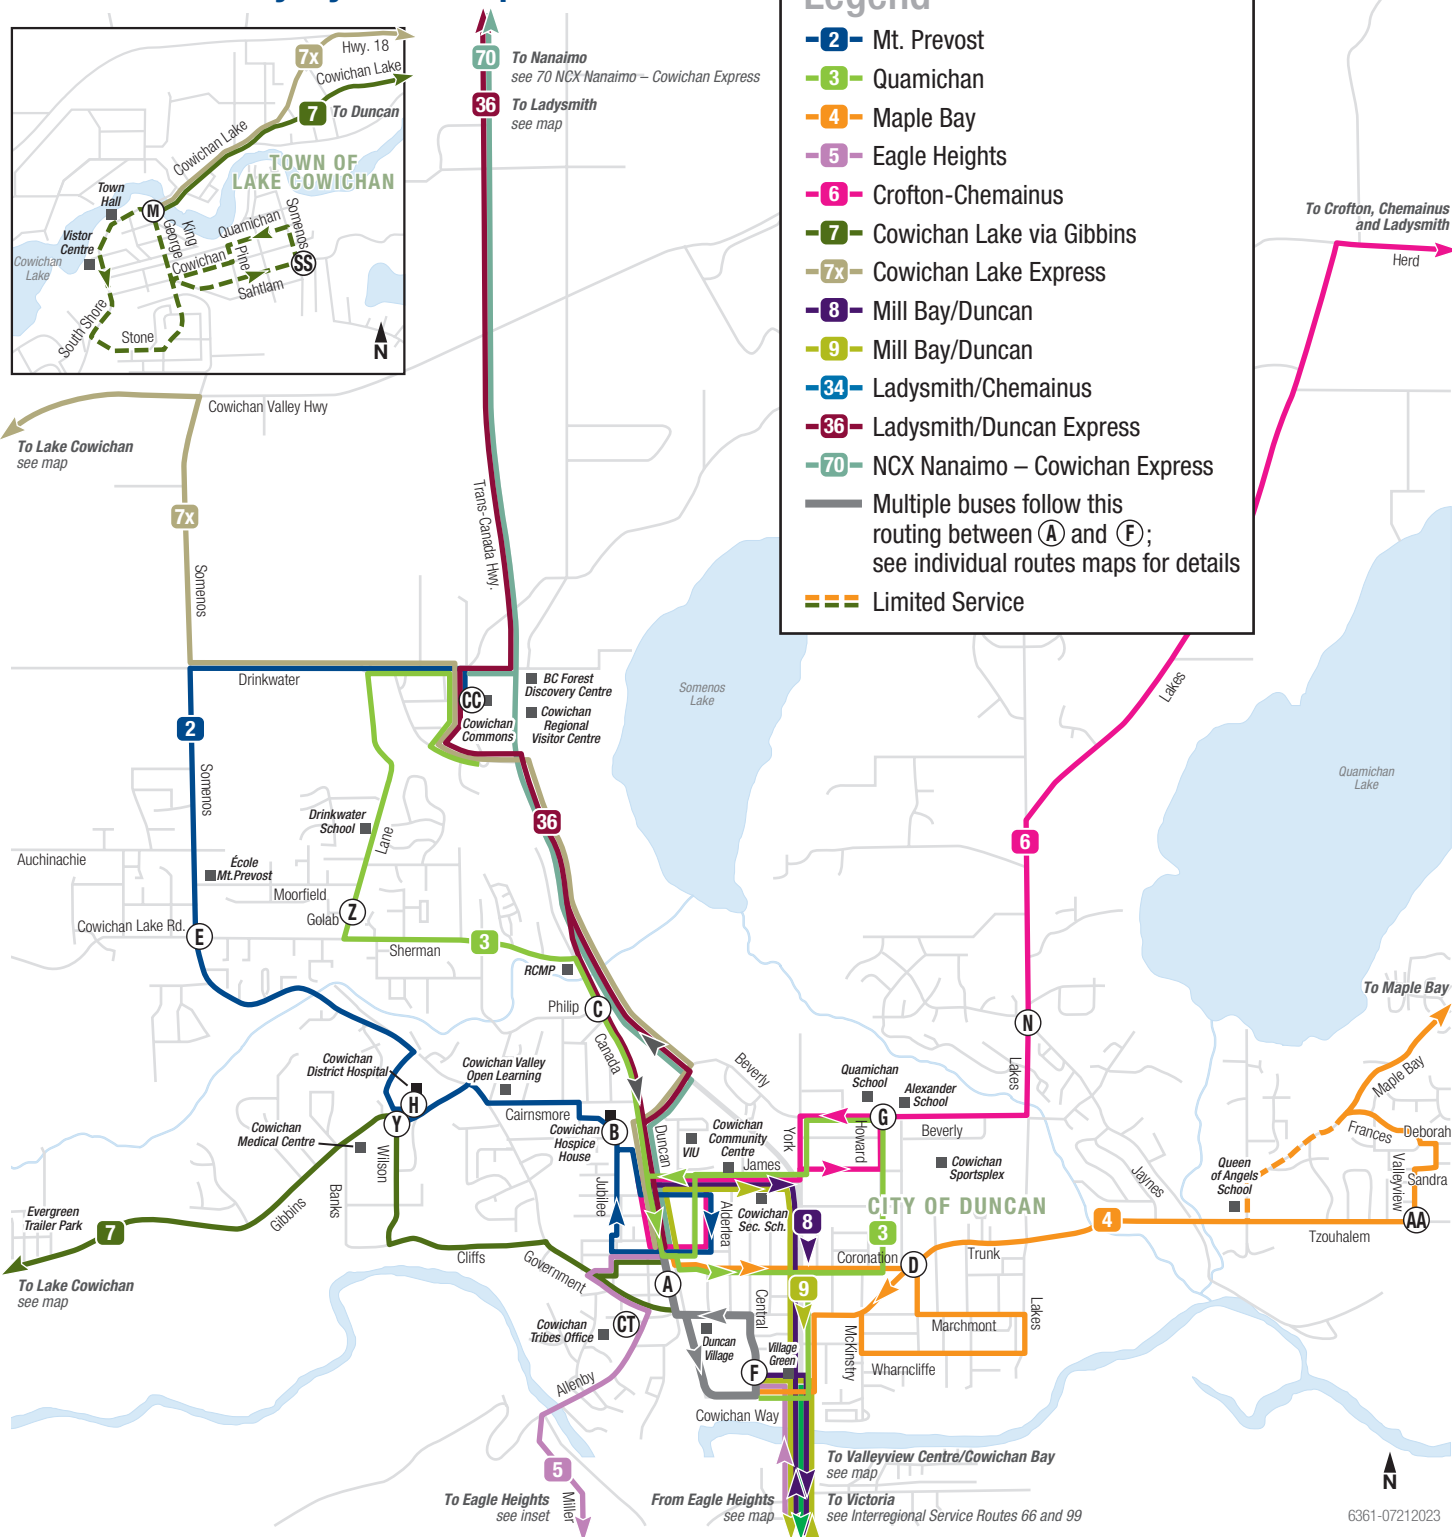 Hwy. 18
7x
Cowichan Lake
7
To Duncan
Cowichan Lake
TOWN OF
LAKE COWICHAN
Town
Hall
M
Vistor
Centre
Cowichan
Lake
King
George
Quamichan
Somenos
Cowichan
Pine
SS
Sahtlam
South Shore
Stone
N
70
To Nanaimo
see 70 NCX Nanaimo – Cowichan Express
36
To Ladysmith
see map
Legend
2 Mt. Prevost
3 Quamichan
4 Maple Bay
5 Eagle Heights
6 Crofton-Chemainus
7 Cowichan Lake via Gibbins
7x Cowichan Lake Express
8 Mill Bay/Duncan
9 Mill Bay/Duncan
34 Ladysmith/Chemainus
36 Ladysmith/Duncan Express
70 NCX Nanaimo – Cowichan Express
Multiple buses follow this
routing between A and F;
see individual routes maps for details
Limited Service
To Crofton, Chemainus
and Ladysmith
Herd
Cowichan Valley Hwy
To Lake Cowichan
see map
7x
Somenos
Trans-Canada Hwy.
Drinkwater
CC
Cowichan
Commons
BC Forest
Discovery Centre
Cowichan
Regional
Visitor Centre
Somenos
Lake
Lakes
Quamichan
Lake
2
Somenos
36
6
Drinkwater
School
Lane
Auchinachie
École
Mt.Prevost
Moorfield
Golab
Z
Cowichan Lake Rd.
E
Sherman
3
RCMP
Philip
C
Canada
N
Lakes
To Maple Bay
Maple Bay
Beverly
Cowichan
District Hospital
H
Cowichan Valley
Open Learning
Quamichan
School
Alexander
School
G
Beverly
Howard
York
Cairnsmore
Cowichan
Hospice
House
B
Duncan
VIU
Cowichan
Community
Centre
James
Cowichan
Medical Centre
Y
Wilson
Banks
Gibbins
Jubilee
Alderlea
Cowichan
Sec. Sch.
Cowichan
Sportsplex
CITY OF DUNCAN
Jaynes
Queen
of Angels
School
Frances
Deborah
Valleyview
Sandra
AA
Tzouhalem
4
Trunk
Evergreen
Trailer Park
7
To Lake Cowichan
see map
Cliffs
Government
8
3
Coronation
D
A
9
Central
CT
Cowichan
Tribes Office
Duncan
Village
Village
Green
F
McKinstry
Marchmont
Lakes
Wharncliffe
Allenby
Cowichan Way
5
Miller
To Eagle Heights
see inset
From Eagle Heights
see map
To Valleyview Centre/Cowichan Bay
see map
To Victoria
see Interregional Service Routes 66 and 99
N
6361-07212023